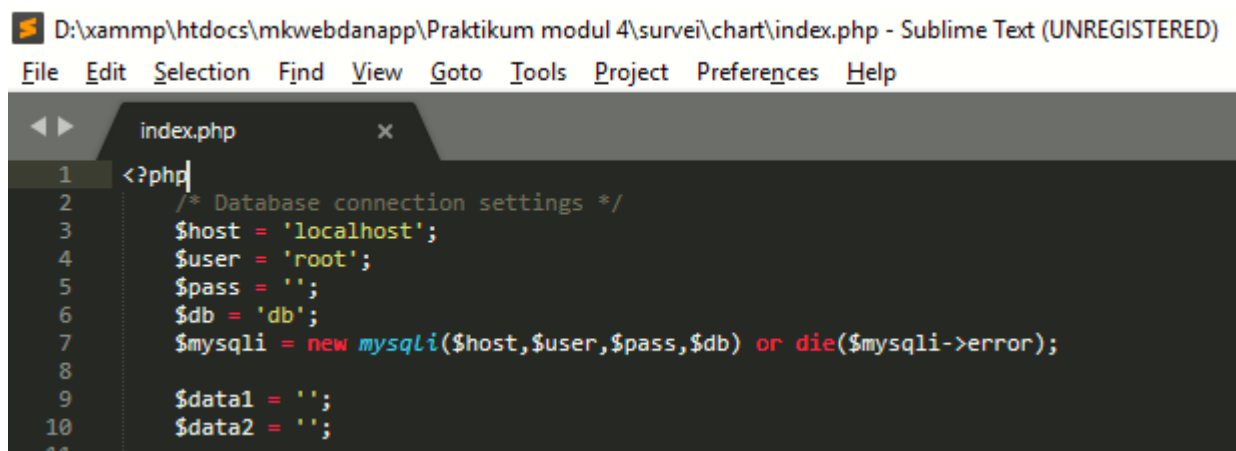 D:\xammp\htdocs\mkwebdanapp\Praktikum modul 4\survei\chart\index.php - Sublime Text (UNREGISTERED)
File Edit Selection Find View Goto Tools Project Preferences Help
index.php ×
1 <?php
2 /* Database connection settings */
3 $host = 'localhost';
4 $user = 'root';
5 $pass = '';
6 $db = 'db';
7 $mysqli = new mysqli($host,$user,$pass,$db) or die($mysqli->error);
8
9 $data1 = '';
10 $data2 = '';